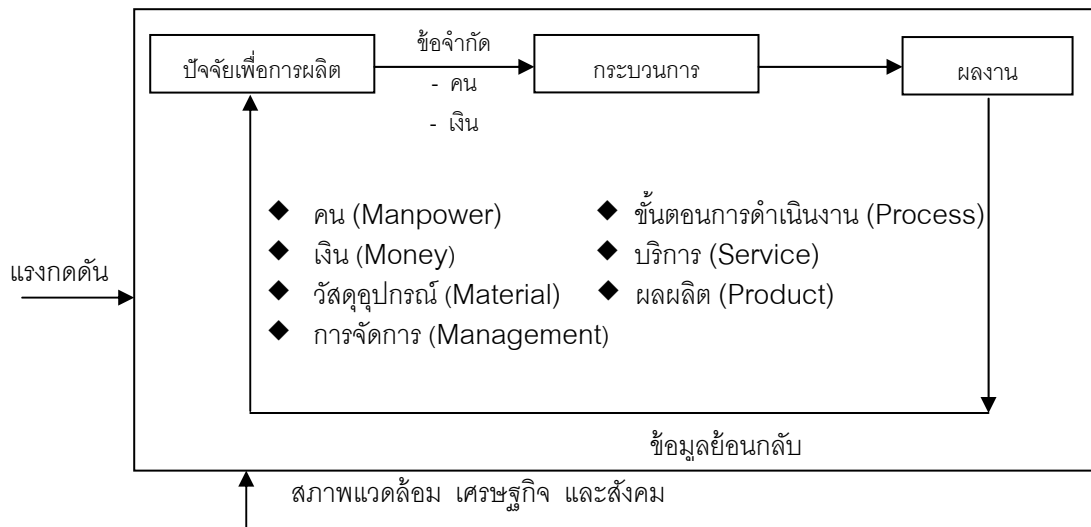 ข้อจำกัด
ปัจจัยเพื่อการผลิต
กระบวนการ
ผลงาน
- คน
- เงิน
◆ คน (Manpower)
◆ เงิน (Money)
◆ วัสดุอุปกรณ์ (Material)
◆ การจัดการ (Management)
◆ ขั้นตอนการดำเนินงาน (Process)
◆ บริการ (Service)
◆ ผลผลิต (Product)
แรงกดดัน
ข้อมูลย้อนกลับ
สภาพแวดล้อม เศรษฐกิจ และสังคม